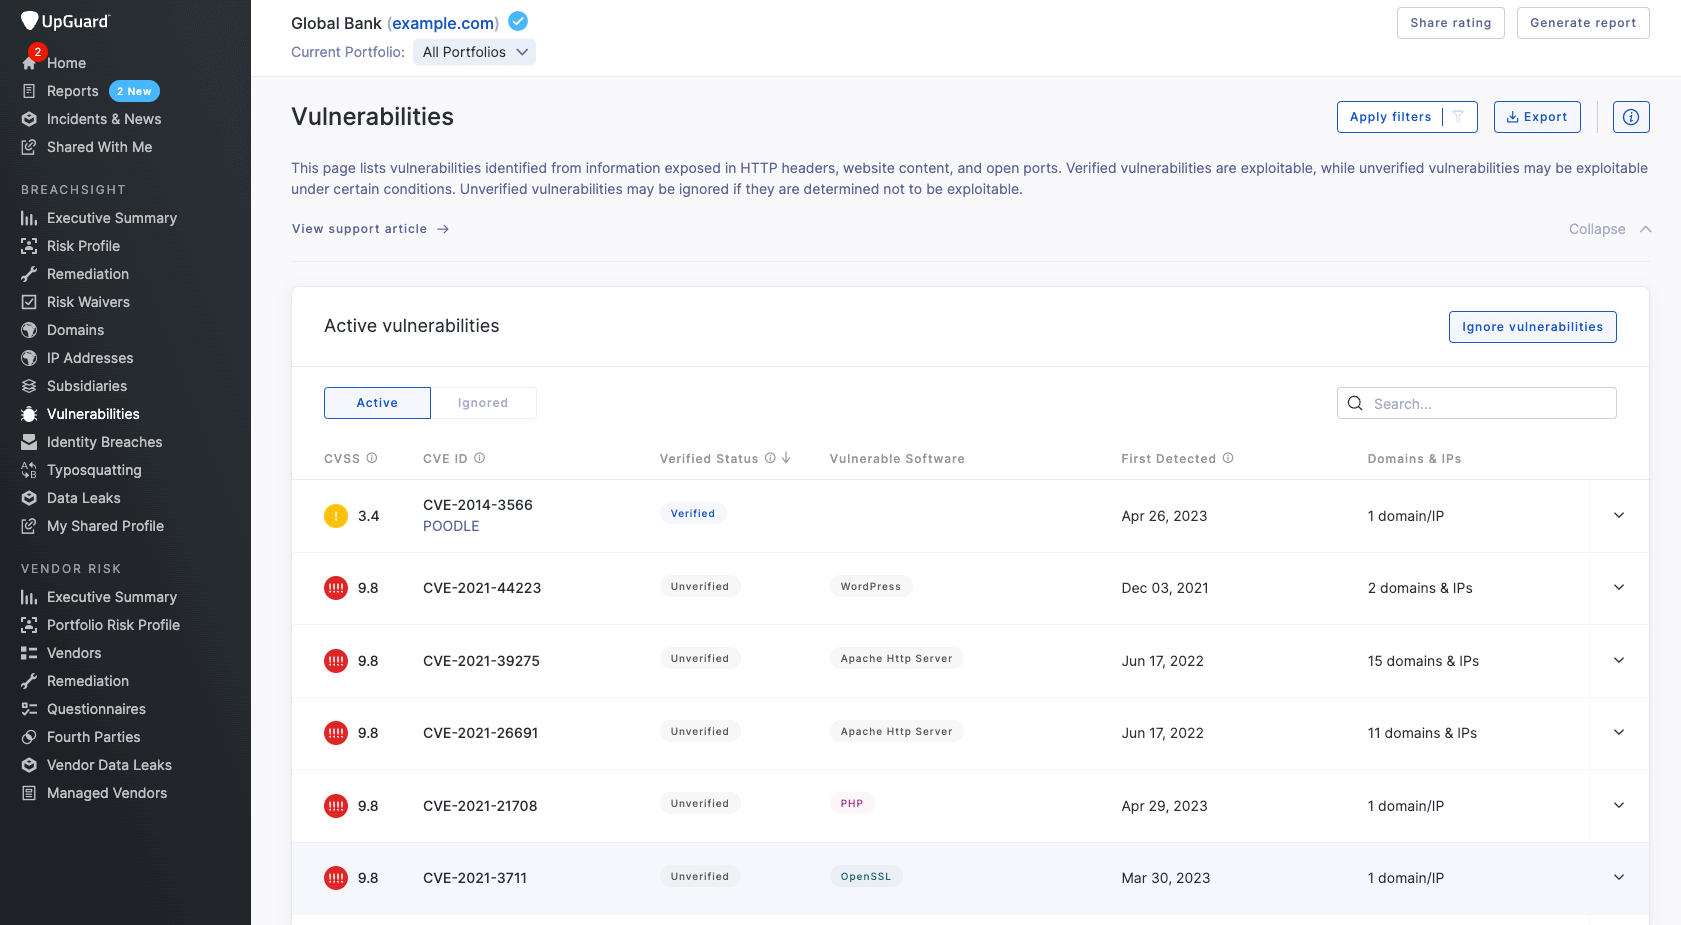 UpGuard
2
Home
Reports 2 New
Incidents & News
Shared With Me
BREACHSIGHT
Executive Summary
Risk Profile
Remediation
Risk Waivers
Domains
IP Addresses
Subsidiaries
Vulnerabilities
Identity Breaches
Typosquatting
Data Leaks
My Shared Profile
VENDOR RISK
Executive Summary
Portfolio Risk Profile
Vendors
Remediation
Questionnaires
Fourth Parties
Vendor Data Leaks
Managed Vendors
Global Bank (example.com)
Current Portfolio: All Portfolios
Share rating Generate report
Vulnerabilities
Apply filters Export
This page lists vulnerabilities identified from information exposed in HTTP headers, website content, and open ports. Verified vulnerabilities are exploitable, while unverified vulnerabilities may be exploitable
under certain conditions. Unverified vulnerabilities may be ignored if they are determined not to be exploitable.
View support article → Collapse
Active vulnerabilities Ignore vulnerabilities
Active Ignored Search...
CVSS CVE ID Verified Status ↓ Vulnerable Software First Detected Domains & IPs
! 3.4 CVE-2014-3566 Verified Apr 26, 2023 1 domain/IP
POODLE
!!!! 9.8 CVE-2021-44223 Unverified WordPress Dec 03, 2021 2 domains & IPs
!!!! 9.8 CVE-2021-39275 Unverified Apache Http Server Jun 17, 2022 15 domains & IPs
!!!! 9.8 CVE-2021-26691 Unverified Apache Http Server Jun 17, 2022 11 domains & IPs
!!!! 9.8 CVE-2021-21708 Unverified PHP Apr 29, 2023 1 domain/IP
!!!! 9.8 CVE-2021-3711 Unverified OpenSSL Mar 30, 2023 1 domain/IP